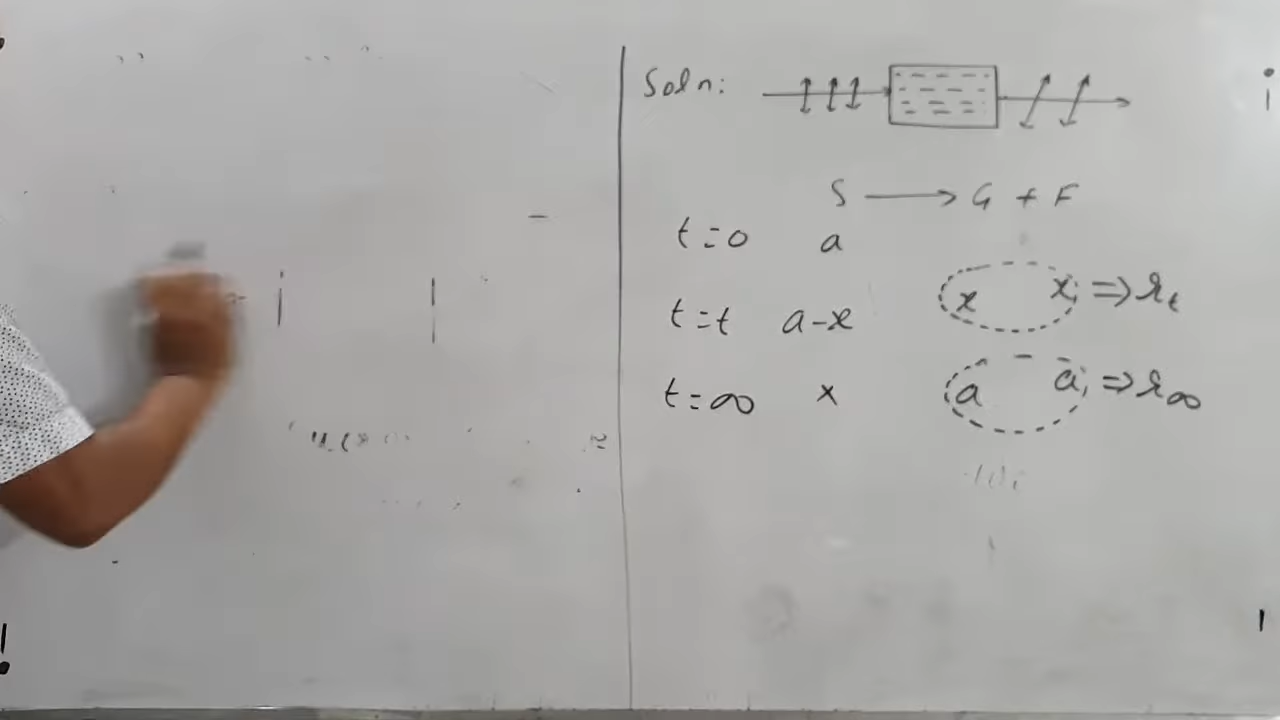 Soln:
S ⟶ G + F
t=0 a
t=t a-x x x ⇒ r_t
t=∞ × a a ⇒ r_∞